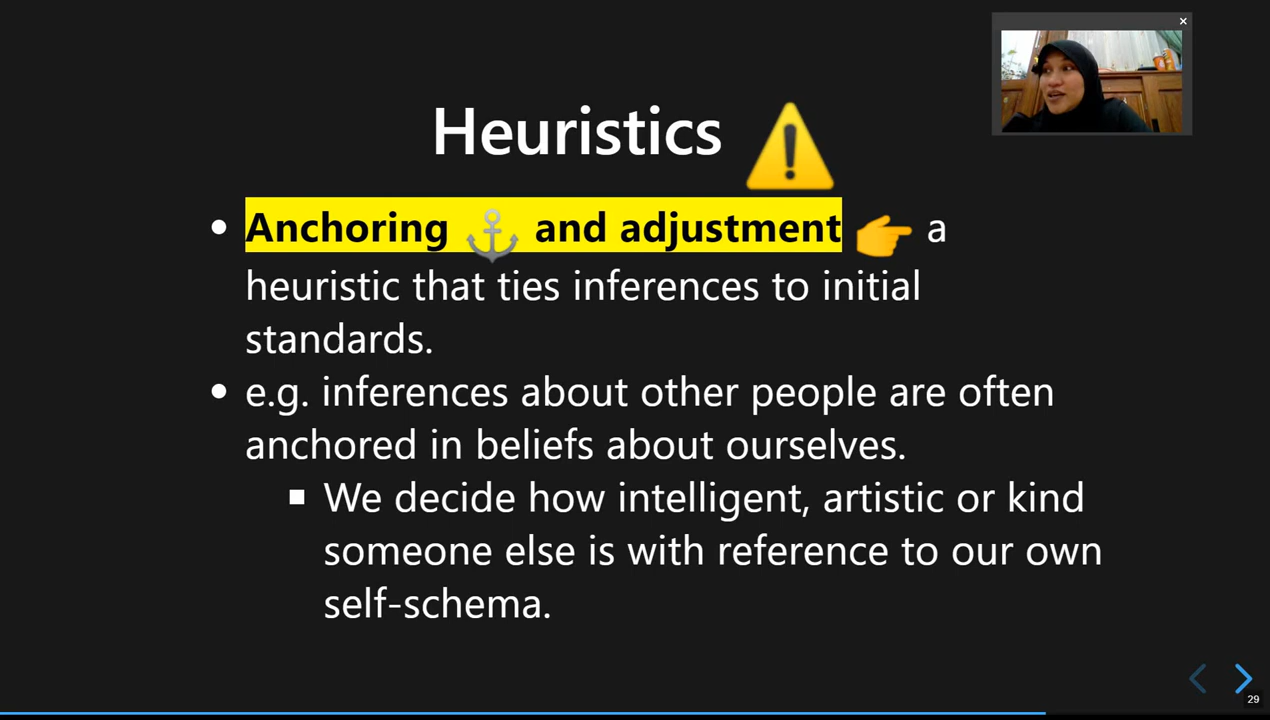 Heuristics ⚠️
• Anchoring ⚓ and adjustment 👉 a
heuristic that ties inferences to initial
standards.
• e.g. inferences about other people are often
anchored in beliefs about ourselves.
▪ We decide how intelligent, artistic or kind
someone else is with reference to our own
self-schema.
29